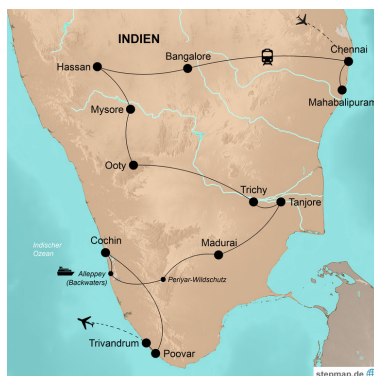 INDIEN
Chennai
Bangalore
Hassan
Mahabalipuram
Mysore
Ooty
Trichy
Tanjore
Cochin
Madurai
Indischer
Ozean
Alleppey
(Backwaters)
Periyar-Wildschutz
Trivandrum
Poovar
stepmap.de